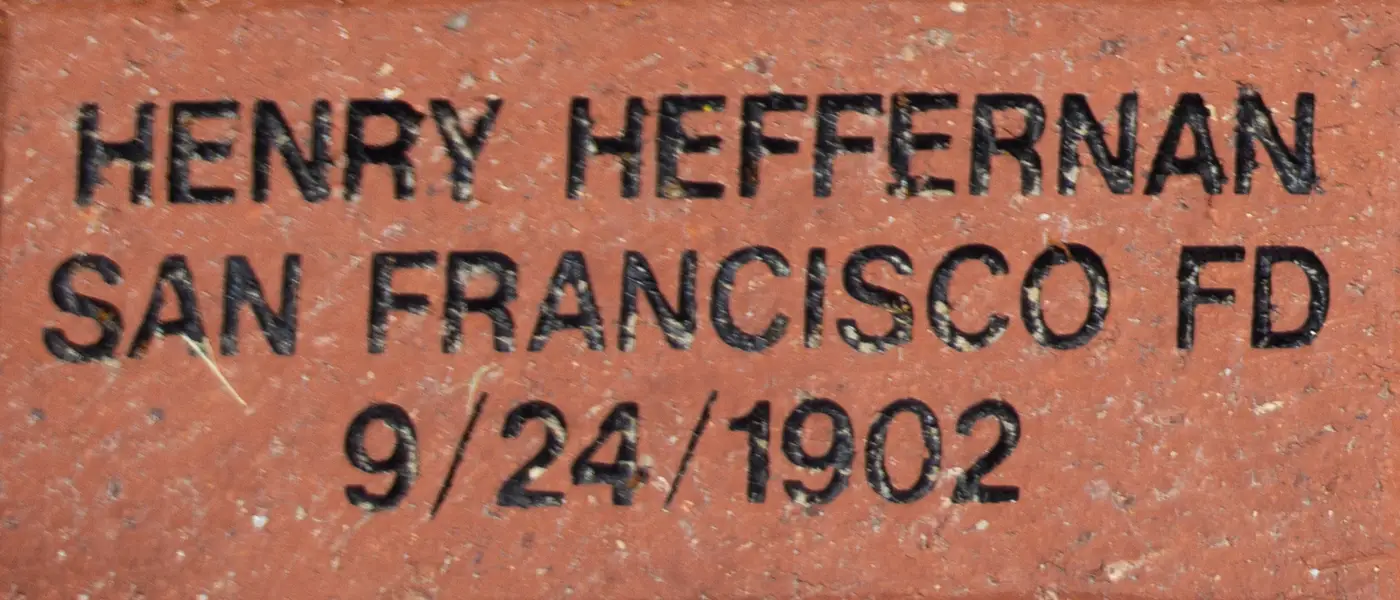 HENRY HEFFERNAN
SAN FRANCISCO FD
9/24/1902